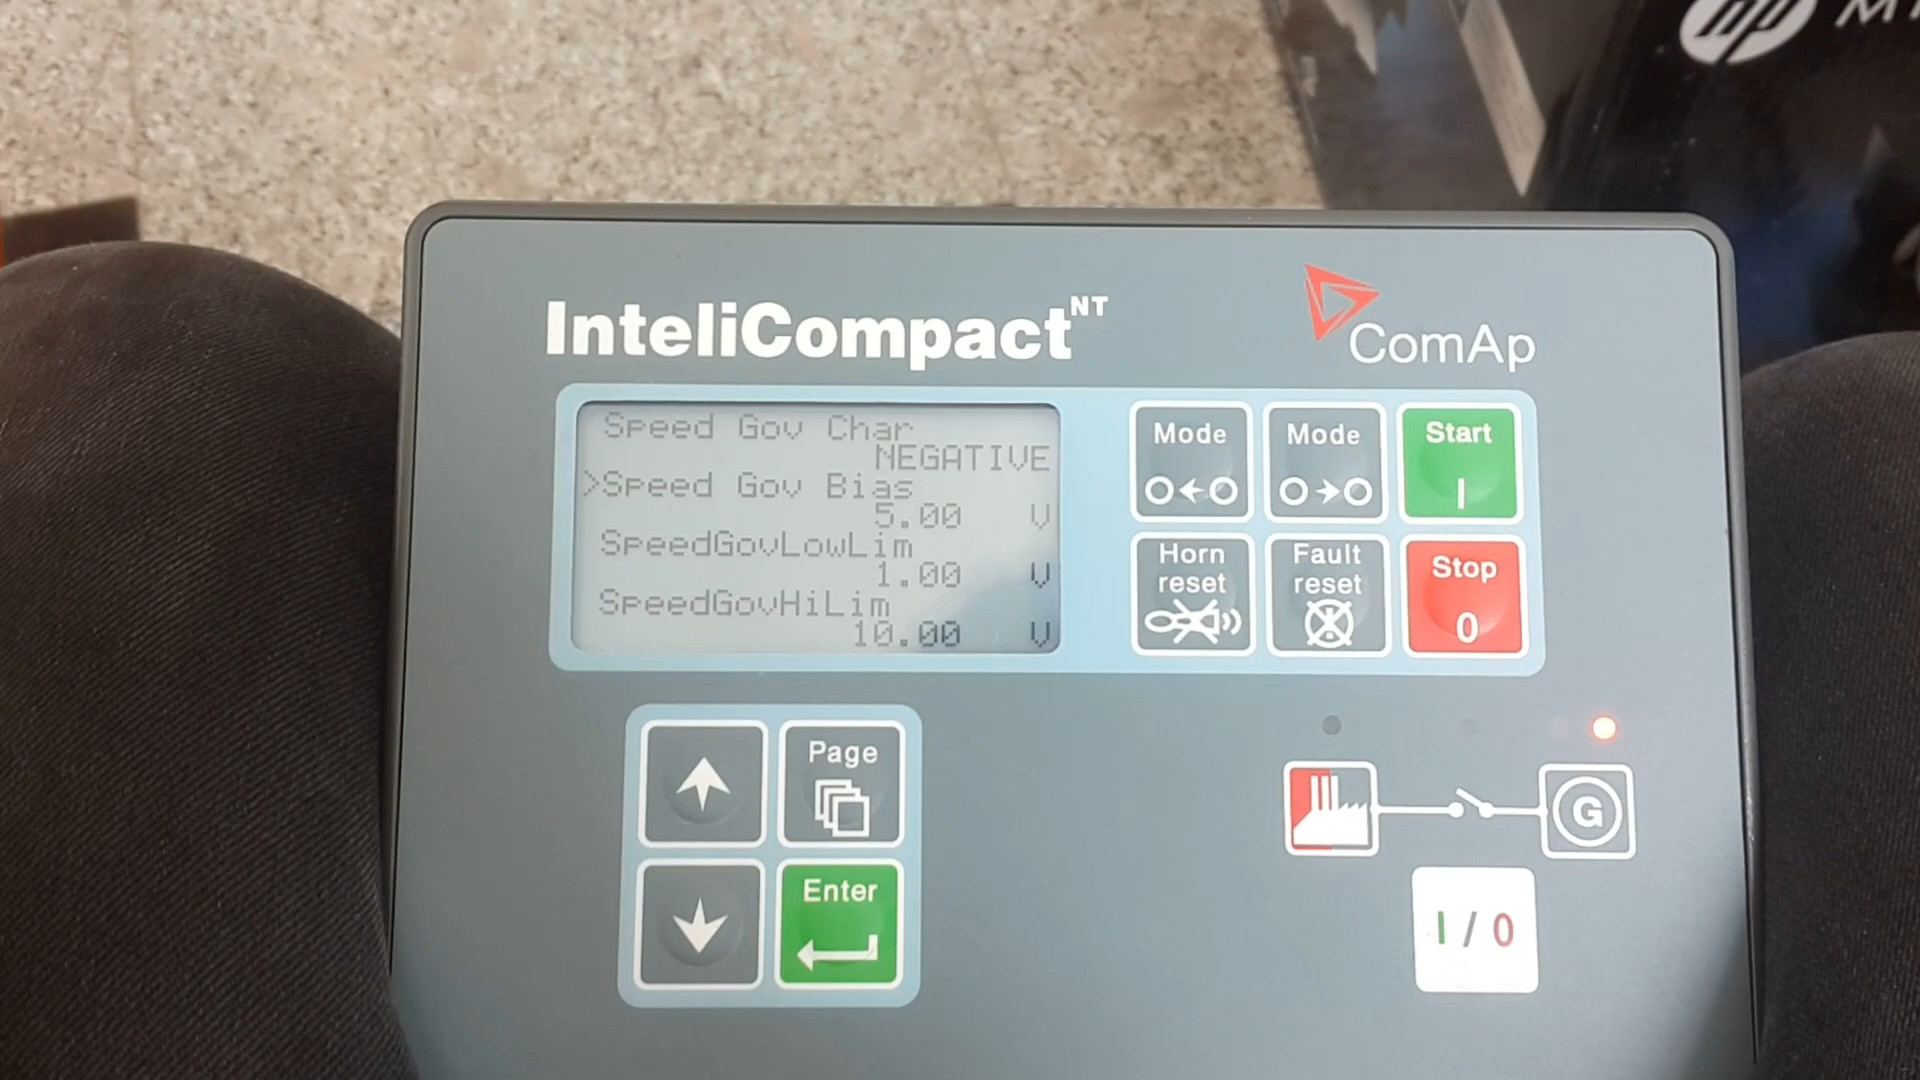 InteliCompact NT
ComAp
Speed Gov Char
NEGATIVE
>Speed Gov Bias
5.00 V
SpeedGovLowLim
1.00 V
SpeedGovHiLim
10.00 V
Mode
Mode
Start
I
Horn
reset
Fault
reset
Stop
0
Page
Enter
G
I / 0
hp